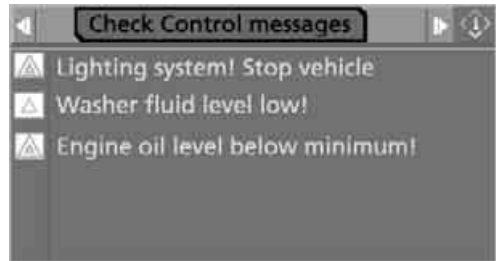 Check Control messages
Lighting system! Stop vehicle
Washer fluid level low!
Engine oil level below minimum!